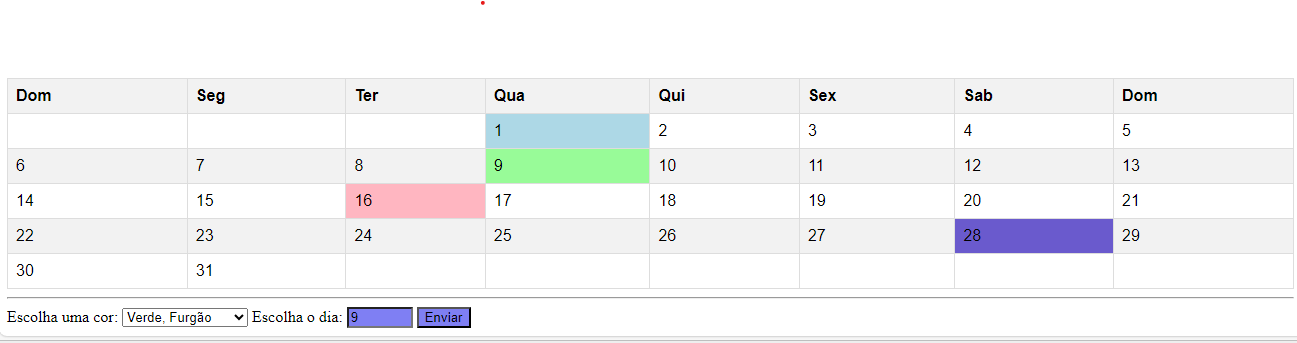 Dom Seg Ter Qua Qui Sex Sab Dom
1 2 3 4 5
6 7 8 9 10 11 12 13
14 15 16 17 18 19 20 21
22 23 24 25 26 27 28 29
30 31
Escolha uma cor: Verde, Furgão Escolha o dia: 9 Enviar